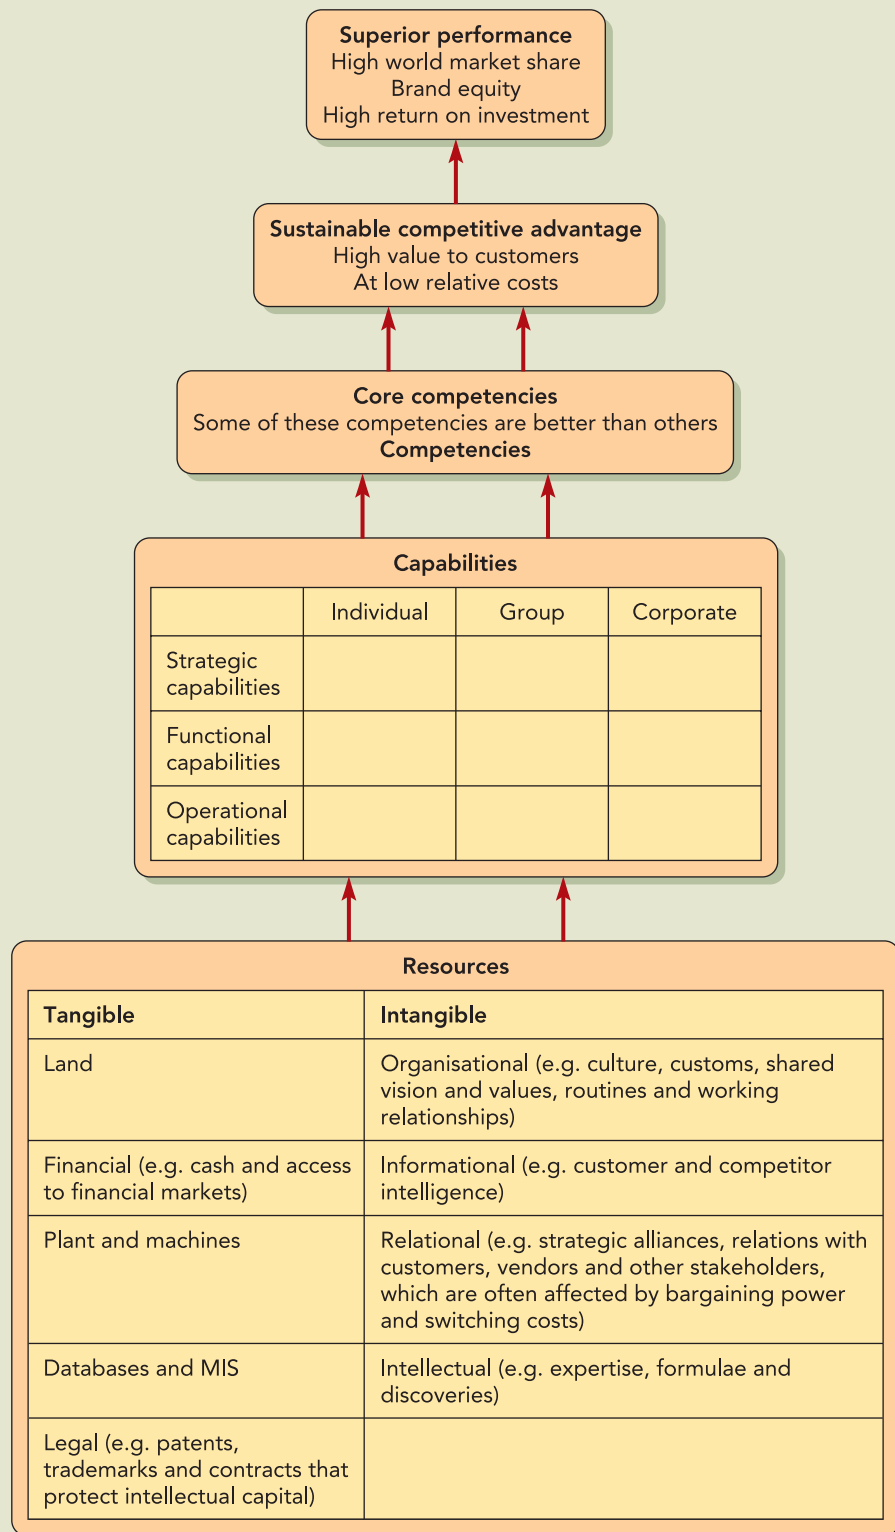 Superior performance
High world market share
Brand equity
High return on investment
Sustainable competitive advantage
High value to customers
At low relative costs
Core competencies
Some of these competencies are better than others
Competencies
Capabilities
Individual
Group
Corporate
Strategic
capabilities
Functional
capabilities
Operational
capabilities
Resources
Tangible
Intangible
Land
Organisational (e.g. culture, customs, shared
vision and values, routines and working
relationships)
Financial (e.g. cash and access
to financial markets)
Informational (e.g. customer and competitor
intelligence)
Plant and machines
Relational (e.g. strategic alliances, relations with
customers, vendors and other stakeholders,
which are often affected by bargaining power
and switching costs)
Databases and MIS
Intellectual (e.g. expertise, formulae and
discoveries)
Legal (e.g. patents,
trademarks and contracts that
protect intellectual capital)